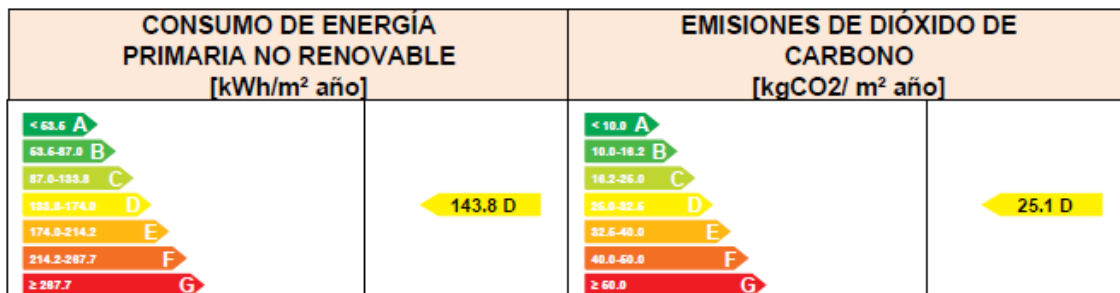 CONSUMO DE ENERGÍA
PRIMARIA NO RENOVABLE
[kWh/m² año]
< 53.5 A
53.5-87.0 B
87.0-133.8 C
133.8-174.0 D
174.0-214.2 E
214.2-267.7 F
≥ 267.7 G
143.8 D
EMISIONES DE DIÓXIDO DE
CARBONO
[kgCO2/ m² año]
< 10.0 A
10.0-16.2 B
16.2-25.0 C
25.0-32.5 D
32.5-40.0 E
40.0-50.0 F
≥ 50.0 G
25.1 D